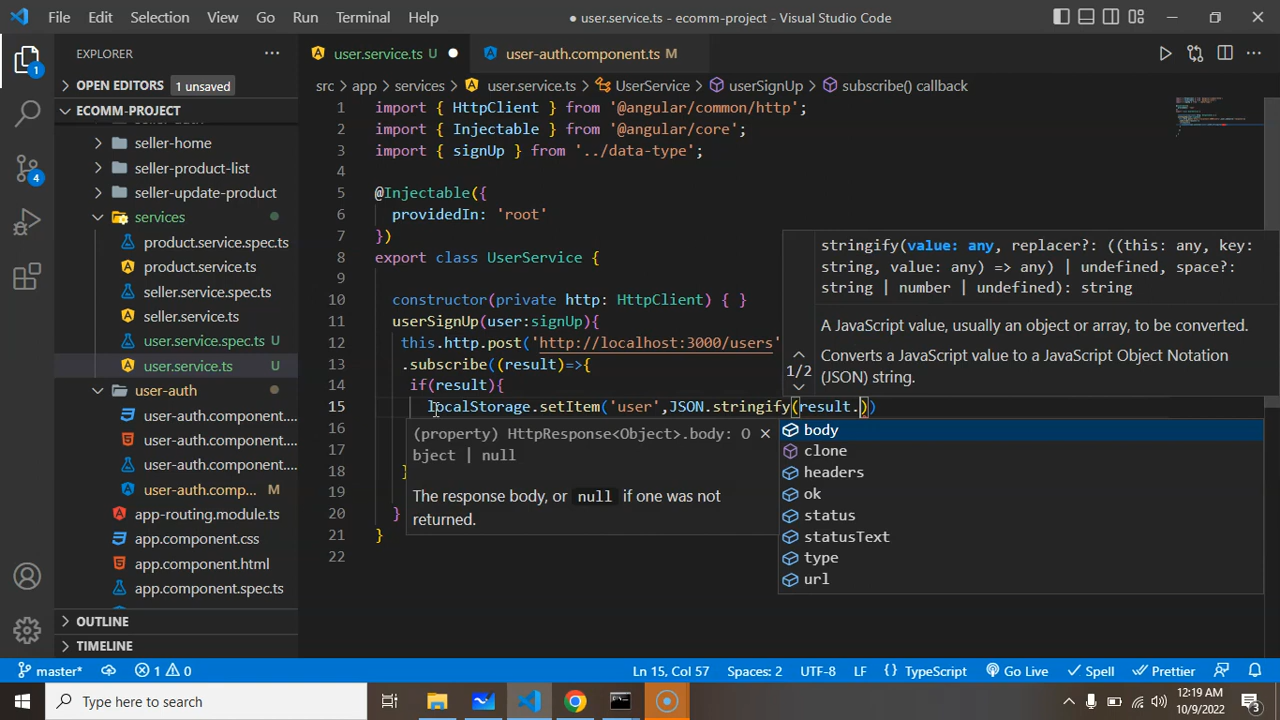 File Edit Selection View Go Run Terminal Help
● user.service.ts - ecomm-project - Visual Studio Code
EXPLORER
OPEN EDITORS 1 unsaved
ECOMM-PROJECT
seller-home
seller-product-list
seller-update-product
services
product.service.spec.ts
product.service.ts
seller.service.spec.ts
seller.service.ts
user.service.spec.ts U
user.service.ts U
user-auth
user-auth.component....
user-auth.component....
user-auth.component....
user-auth.comp... M
app-routing.module.ts
app.component.css
app.component.html
app.component.spec.ts
OUTLINE
TIMELINE
1
4
user.service.ts U ● user-auth.component.ts M
src > app > services > user.service.ts > UserService > userSignUp > subscribe() callback
1 import { HttpClient } from '@angular/common/http';
2 import { Injectable } from '@angular/core';
3 import { signUp } from '../data-type';
4
5 @Injectable({
6 providedIn: 'root'
7 })
8 export class UserService {
9
10 constructor(private http: HttpClient) { }
11 userSignUp(user:signUp){
12 this.http.post('http://localhost:3000/users'
13 .subscribe((result)=>{
14 if(result){
15 localStorage.setItem('user',JSON.stringify(result.))
16
17
18 }
19
20 }
21 }
22
stringify(value: any, replacer?: ((this: any, key:
string, value: any) => any) | undefined, space?:
string | number | undefined): string
A JavaScript value, usually an object or array, to be converted.
Converts a JavaScript value to a JavaScript Object Notation
(JSON) string.
1/2
(property) HttpResponse<Object>.body: O
bject | null
The response body, or null if one was not
returned.
body
clone
headers
ok
status
statusText
type
url
master* 1 0 Ln 15, Col 57 Spaces: 2 UTF-8 LF {} TypeScript Go Live Spell Prettier
Type here to search
12:19 AM
10/9/2022
3